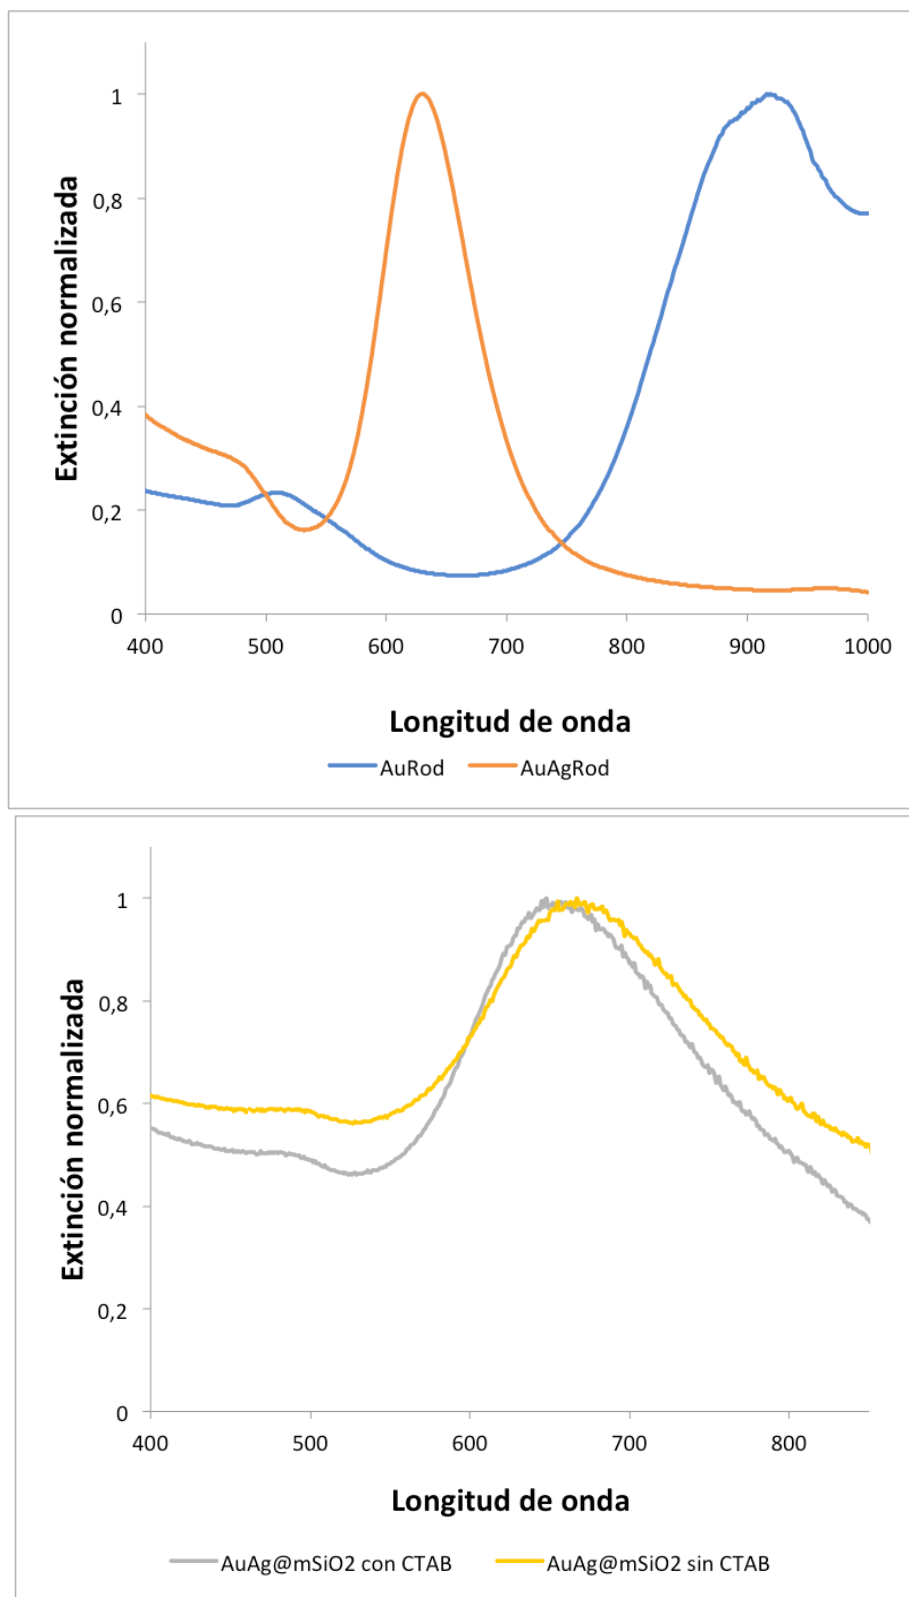 Extinción normalizada
1
0,8
0,6
0,4
0,2
0
400 500 600 700 800 900 1000
Longitud de onda
AuRod AuAgRod
Extinción normalizada
1
0,8
0,6
0,4
0,2
0
400 500 600 700 800
Longitud de onda
AuAg@mSiO2 con CTAB AuAg@mSiO2 sin CTAB